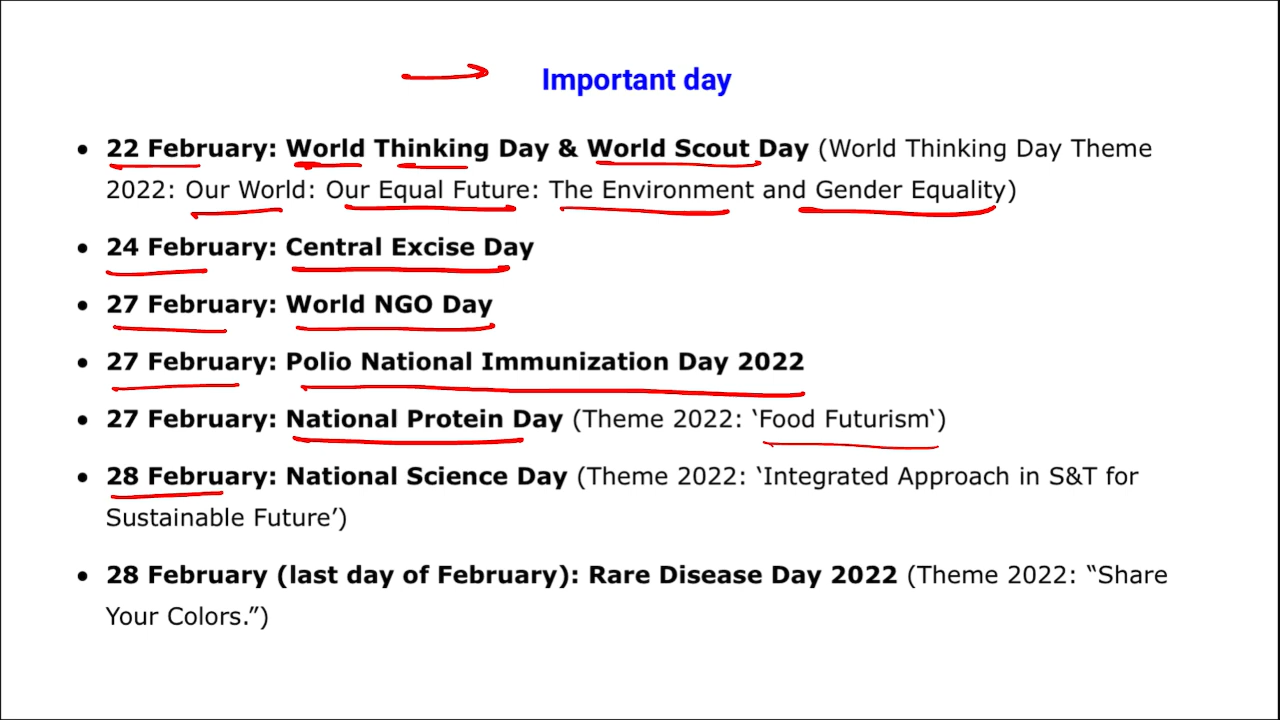 Important day
• 22 February: World Thinking Day & World Scout Day (World Thinking Day Theme
2022: Our World: Our Equal Future: The Environment and Gender Equality)
• 24 February: Central Excise Day
• 27 February: World NGO Day
• 27 February: Polio National Immunization Day 2022
• 27 February: National Protein Day (Theme 2022: ‘Food Futurism‘)
• 28 February: National Science Day (Theme 2022: ‘Integrated Approach in S&T for
Sustainable Future’)
• 28 February (last day of February): Rare Disease Day 2022 (Theme 2022: “Share
Your Colors.”)